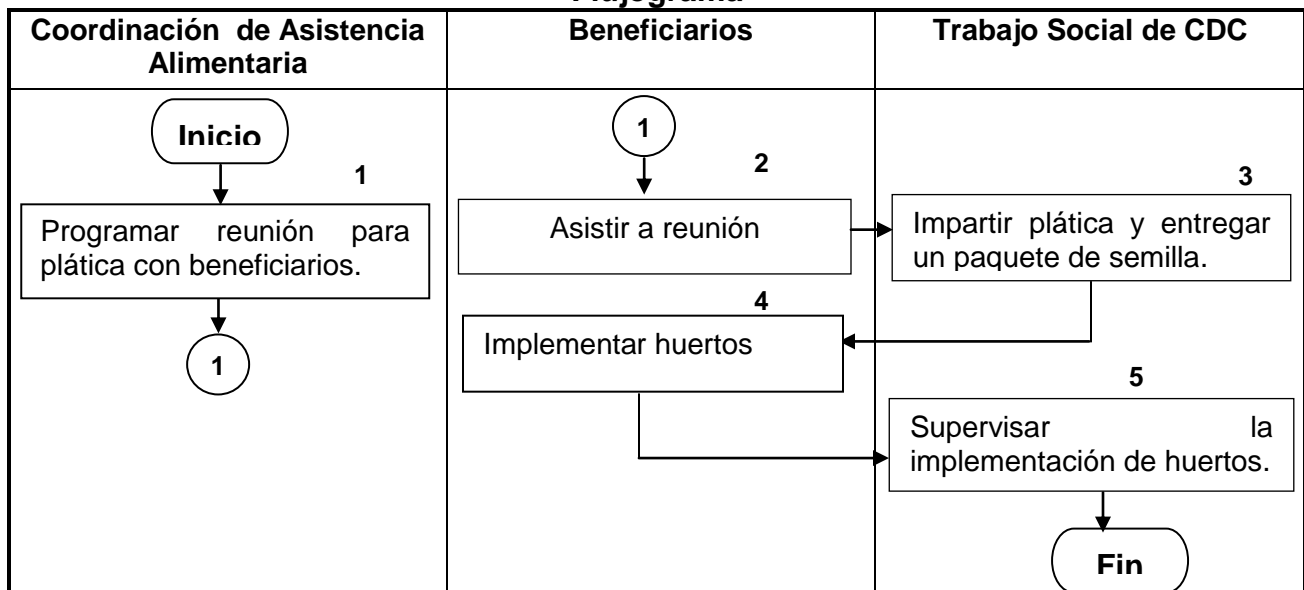 Coordinación de Asistencia
Alimentaria
Beneficiarios
Trabajo Social de CDC
Inicio
1
Programar reunión para
plática con beneficiarios.
1
1
2
Asistir a reunión
3
Impartir plática y entregar
un paquete de semilla.
4
Implementar huertos
5
Supervisar la
implementación de huertos.
Fin